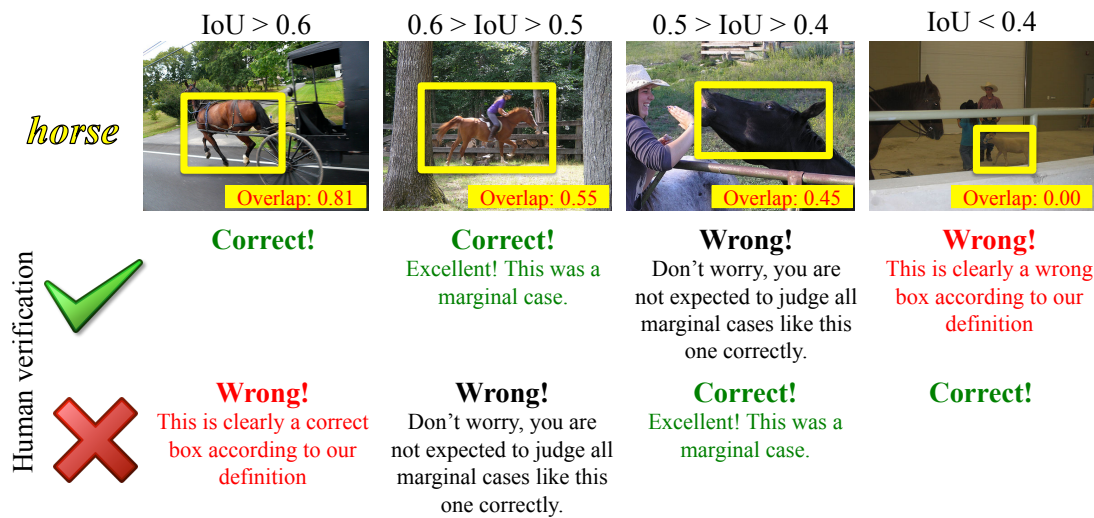 IoU > 0.6
0.6 > IoU > 0.5
0.5 > IoU > 0.4
IoU < 0.4
horse
Overlap: 0.81
Overlap: 0.55
Overlap: 0.45
Overlap: 0.00
Human verification
Correct!
Correct!
Excellent! This was a
marginal case.
Wrong!
Don't worry, you are
not expected to judge all
marginal cases like this
one correctly.
Wrong!
This is clearly a wrong
box according to our
definition
Wrong!
This is clearly a correct
box according to our
definition
Wrong!
Don't worry, you are
not expected to judge all
marginal cases like this
one correctly.
Correct!
Excellent! This was a
marginal case.
Correct!